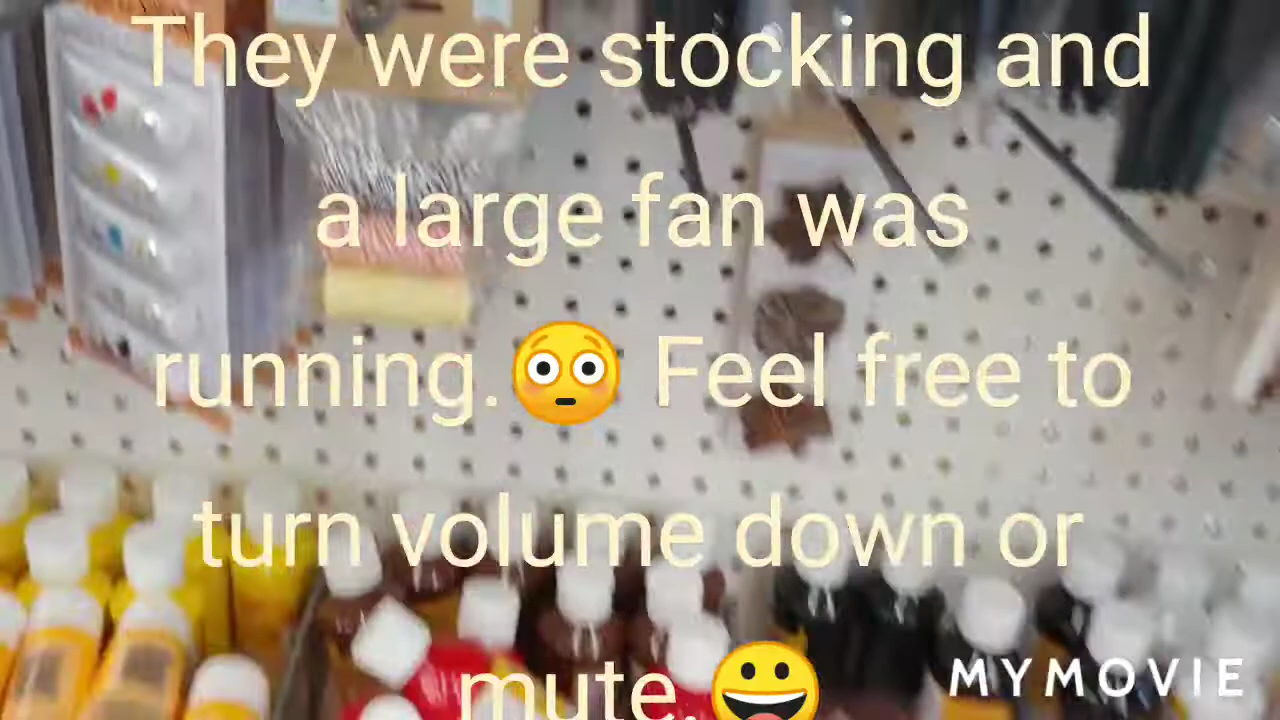 They were stocking and
a large fan was
running.😳 Feel free to
turn volume down or
mute.😀
MYMOVIE